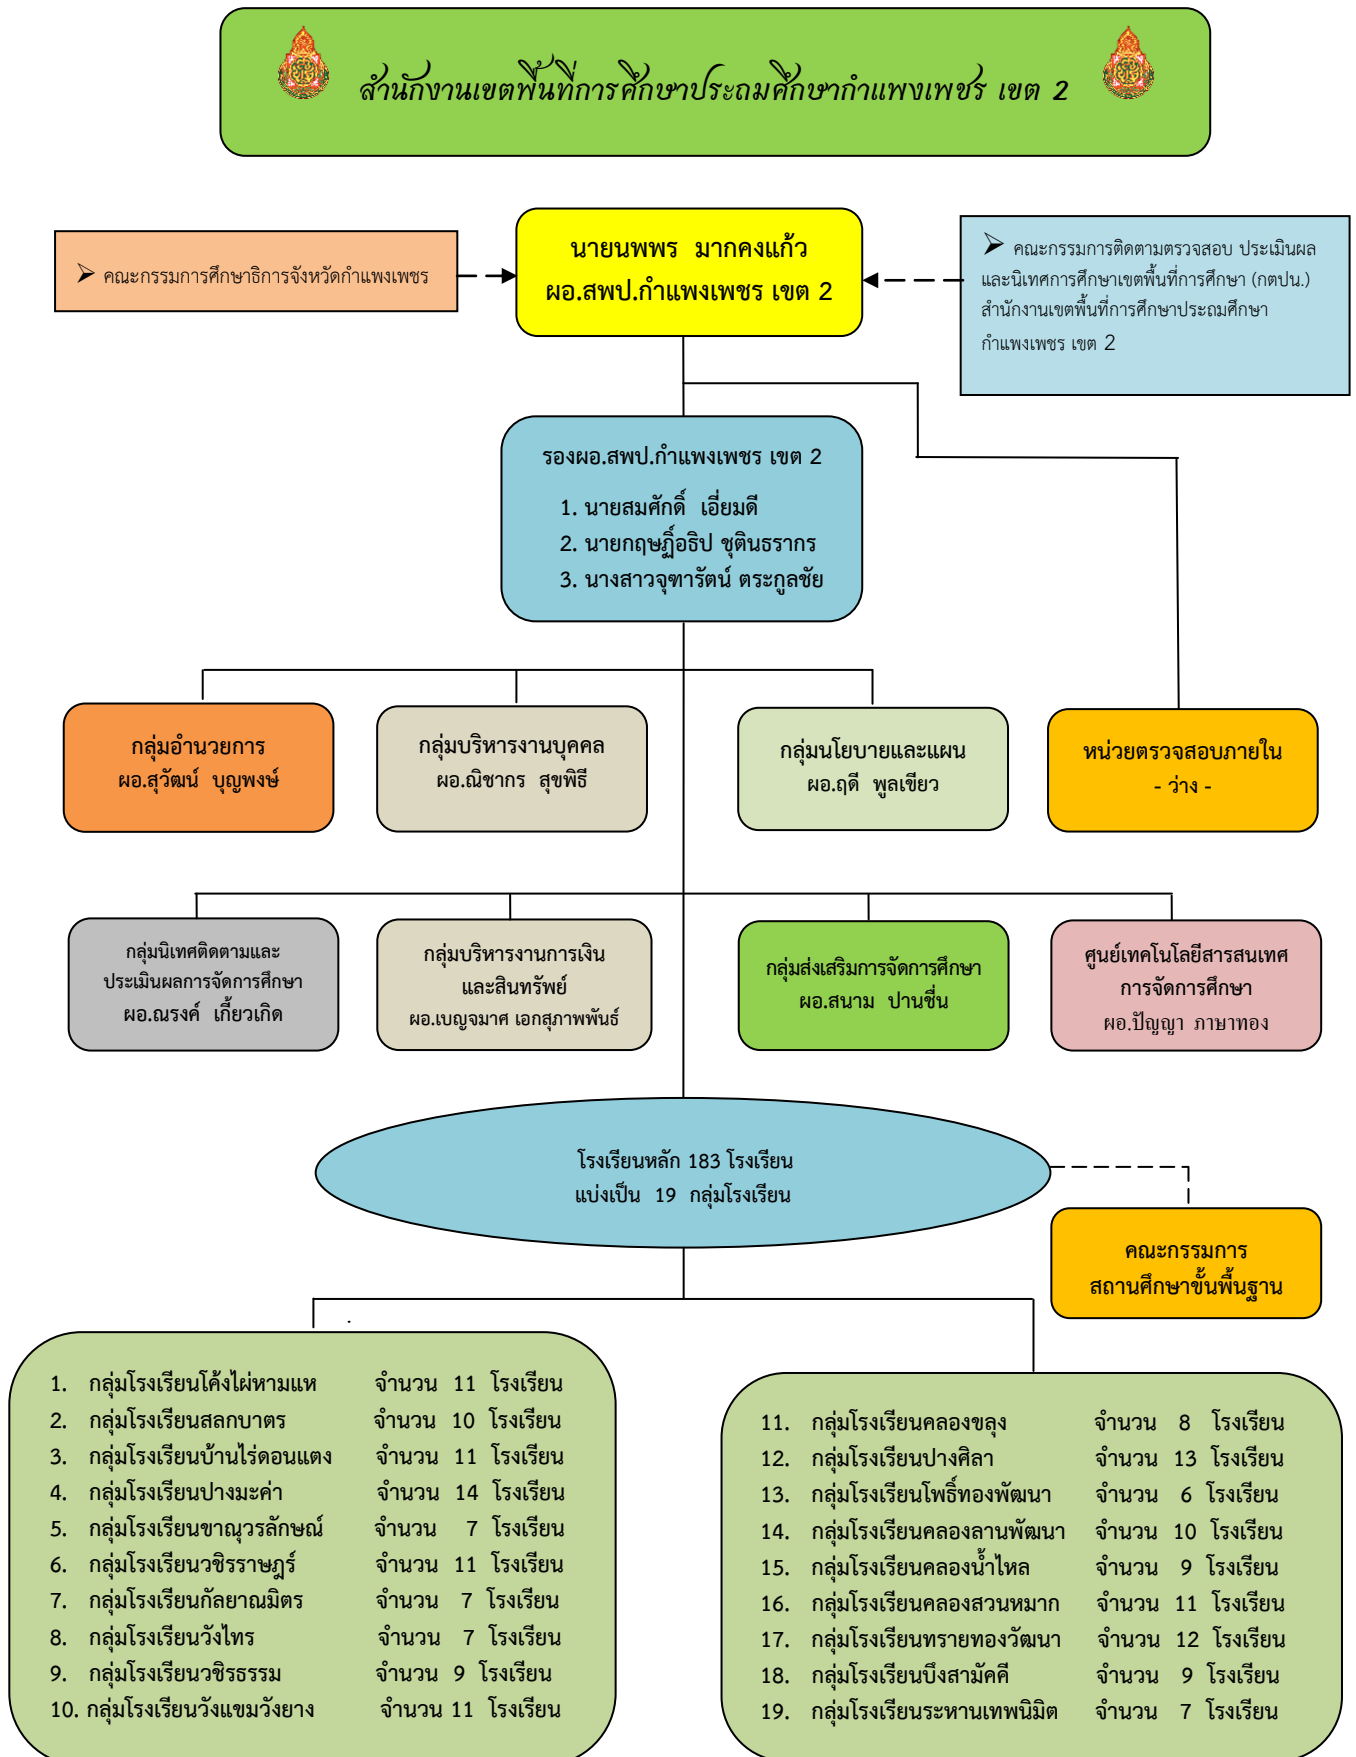 สำนักงานเขตพื้นที่การศึกษาประถมศึกษากำแพงเพชร เขต 2
นายนพพร มากคงแก้ว
ผอ.สพป.กำแพงเพชร เขต 2
➢ คณะกรรมการศึกษาธิการจังหวัดกำแพงเพชร
➢ คณะกรรมการติดตามตรวจสอบ ประเมินผล
และนิเทศการศึกษาเขตพื้นที่การศึกษา (กตปน.)
สำนักงานเขตพื้นที่การศึกษาประถมศึกษา
กำแพงเพชร เขต 2
รองผอ.สพป.กำแพงเพชร เขต 2
1. นายสมศักดิ์ เอี่ยมดี
2. นายกฤษฏิ์อธิป ชุตินธรากร
3. นางสาวจุฑารัตน์ ตระกูลชัย
กลุ่มอำนวยการ
ผอ.สุวัฒน์ บุญพงษ์
กลุ่มบริหารงานบุคคล
ผอ.ณิชากร สุขพิธี
กลุ่มนโยบายและแผน
ผอ.ฤดี พูลเขียว
หน่วยตรวจสอบภายใน
- ว่าง -
กลุ่มนิเทศติดตามและ
ประเมินผลการจัดการศึกษา
ผอ.ณรงค์ เกี้ยวเกิด
กลุ่มบริหารงานการเงิน
และสินทรัพย์
ผอ.เบญจมาศ เอกสุภาพพันธ์
กลุ่มส่งเสริมการจัดการศึกษา
ผอ.สนาม ปานชื่น
ศูนย์เทคโนโลยีสารสนเทศ
การจัดการศึกษา
ผอ.ปัญญา ภาษาทอง
โรงเรียนหลัก 183 โรงเรียน
แบ่งเป็น 19 กลุ่มโรงเรียน
คณะกรรมการ
สถานศึกษาขั้นพื้นฐาน
1. กลุ่มโรงเรียนโค้งไผ่หามแห จำนวน 11 โรงเรียน
2. กลุ่มโรงเรียนสลกบาตร จำนวน 10 โรงเรียน
3. กลุ่มโรงเรียนบ้านไร่ดอนแตง จำนวน 11 โรงเรียน
4. กลุ่มโรงเรียนปางมะค่า จำนวน 14 โรงเรียน
5. กลุ่มโรงเรียนขาณุวรลักษณ์ จำนวน 7 โรงเรียน
6. กลุ่มโรงเรียนวชิรราษฎร์ จำนวน 11 โรงเรียน
7. กลุ่มโรงเรียนกัลยาณมิตร จำนวน 7 โรงเรียน
8. กลุ่มโรงเรียนวังไทร จำนวน 7 โรงเรียน
9. กลุ่มโรงเรียนวชิรธรรม จำนวน 9 โรงเรียน
10. กลุ่มโรงเรียนวังแขมวังยาง จำนวน 11 โรงเรียน
11. กลุ่มโรงเรียนคลองขลุง จำนวน 8 โรงเรียน
12. กลุ่มโรงเรียนปางศิลา จำนวน 13 โรงเรียน
13. กลุ่มโรงเรียนโพธิ์ทองพัฒนา จำนวน 6 โรงเรียน
14. กลุ่มโรงเรียนคลองลานพัฒนา จำนวน 10 โรงเรียน
15. กลุ่มโรงเรียนคลองน้ำไหล จำนวน 9 โรงเรียน
16. กลุ่มโรงเรียนคลองสวนหมาก จำนวน 11 โรงเรียน
17. กลุ่มโรงเรียนทรายทองวัฒนา จำนวน 12 โรงเรียน
18. กลุ่มโรงเรียนบึงสามัคคี จำนวน 9 โรงเรียน
19. กลุ่มโรงเรียนระหานเทพนิมิต จำนวน 7 โรงเรียน